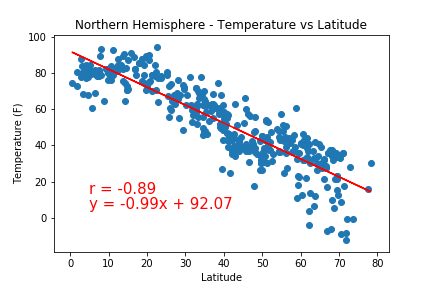 Northern Hemisphere - Temperature vs Latitude
100
80
60
40
20
0
Temperature (F)
r = -0.89
y = -0.99x + 92.07
0 10 20 30 40 50 60 70 80
Latitude